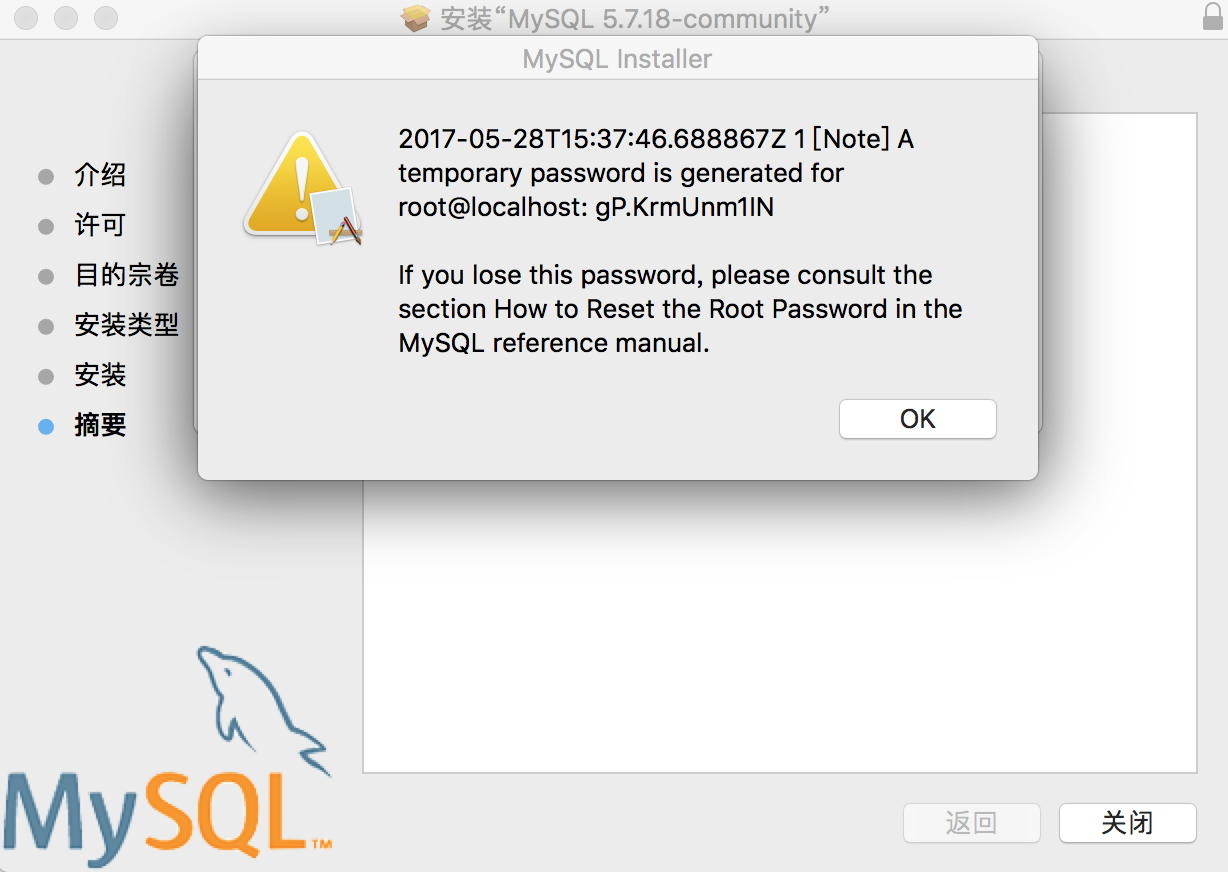 安装“MySQL 5.7.18-community”
MySQL Installer
2017-05-28T15:37:46.688867Z 1 [Note] A
temporary password is generated for
root@localhost: gP.KrmUnm1lN
If you lose this password, please consult the
section How to Reset the Root Password in the
MySQL reference manual.
OK
介绍
许可
目的宗卷
安装类型
安装
摘要
MySQL™
返回
关闭